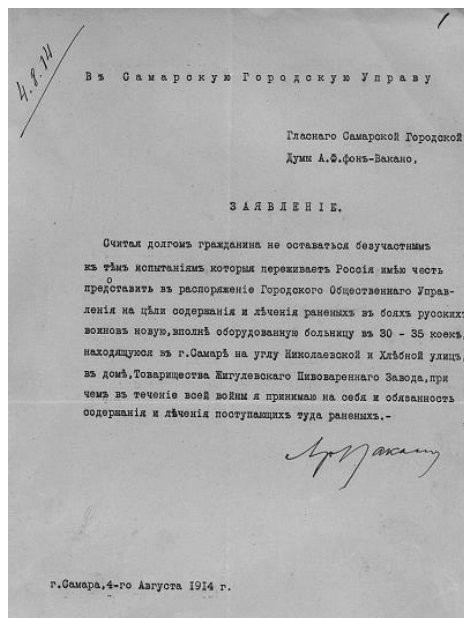 4.8.14
Въ Самарскую Городскую Управу
Гласнаго Самарской Городской
Думы А.Ф.фонъ-Вакано,
ЗАЯВЛЕНІЕ.
Считая долгомъ гражданина не оставаться безучастнымъ
къ тѣмъ испытаніямъ которыя переживаетъ Россія имѣю честь
предоставить въ распоряженіе Городского Общественнаго Управ-
ленія на цѣли содержанія и лѣченія раненыхъ въ бояхъ русскихъ
воиновъ новую,вполнѣ оборудованную больницу въ 30 - 35 коекъ,
находящуюся въ г.Самарѣ на углу Николаевской и Хлѣбной улицъ,
въ домѣ,Товарищества Жигулевскаго Пивовареннаго Завода,при
чемъ въ теченіе всей войны я принимаю на себя и обязанность
содержанія и лѣченія поступающихъ туда раненыхъ.-
г.Самара,4-го Августа 1914 г.